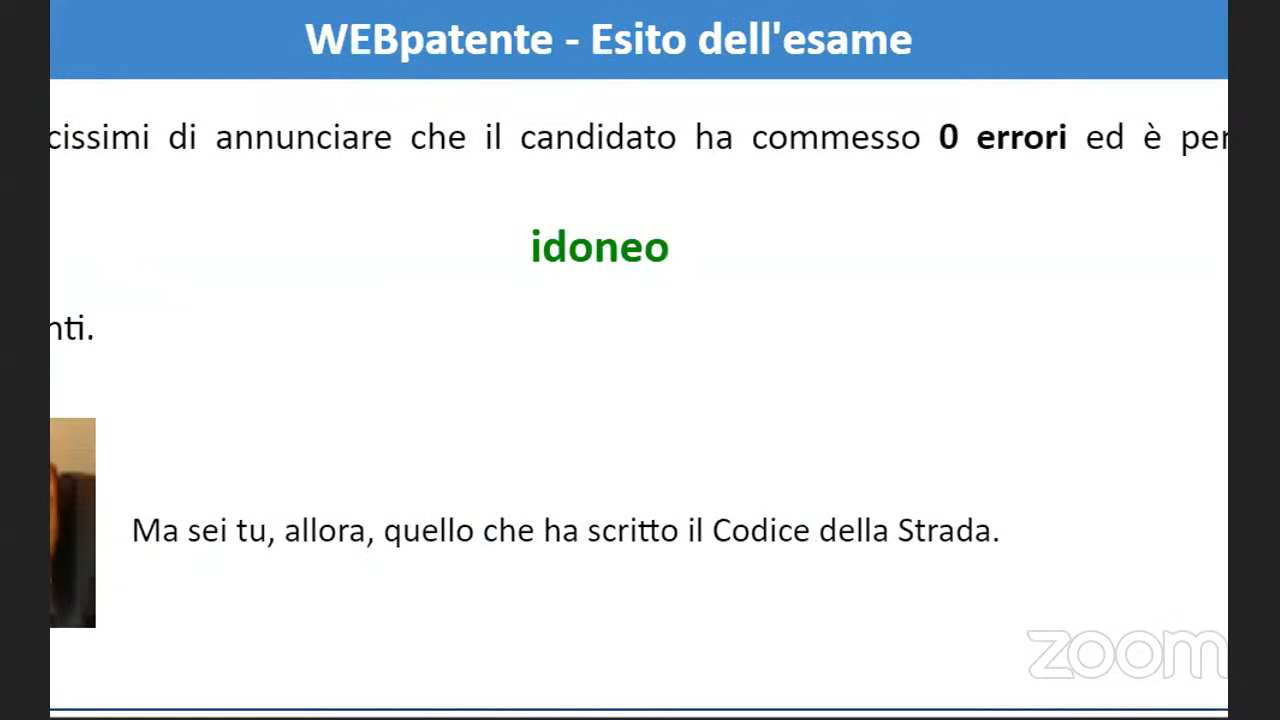 WEBpatente - Esito dell'esame
cissimi di annunciare che il candidato ha commesso 0 errori ed è per
idoneo
nti.
Ma sei tu, allora, quello che ha scritto il Codice della Strada.
zoom